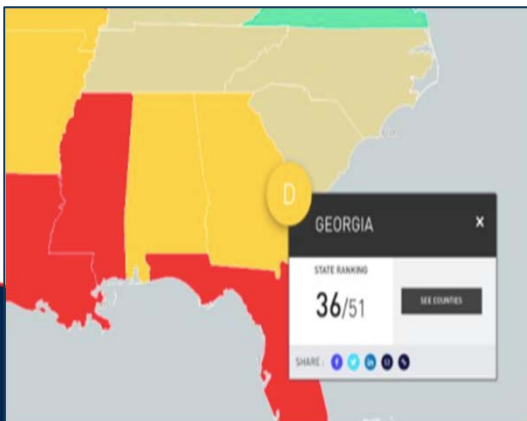 D
GEORGIA ×
STATE RANKING
36/51
SEE COUNTIES
SHARE: